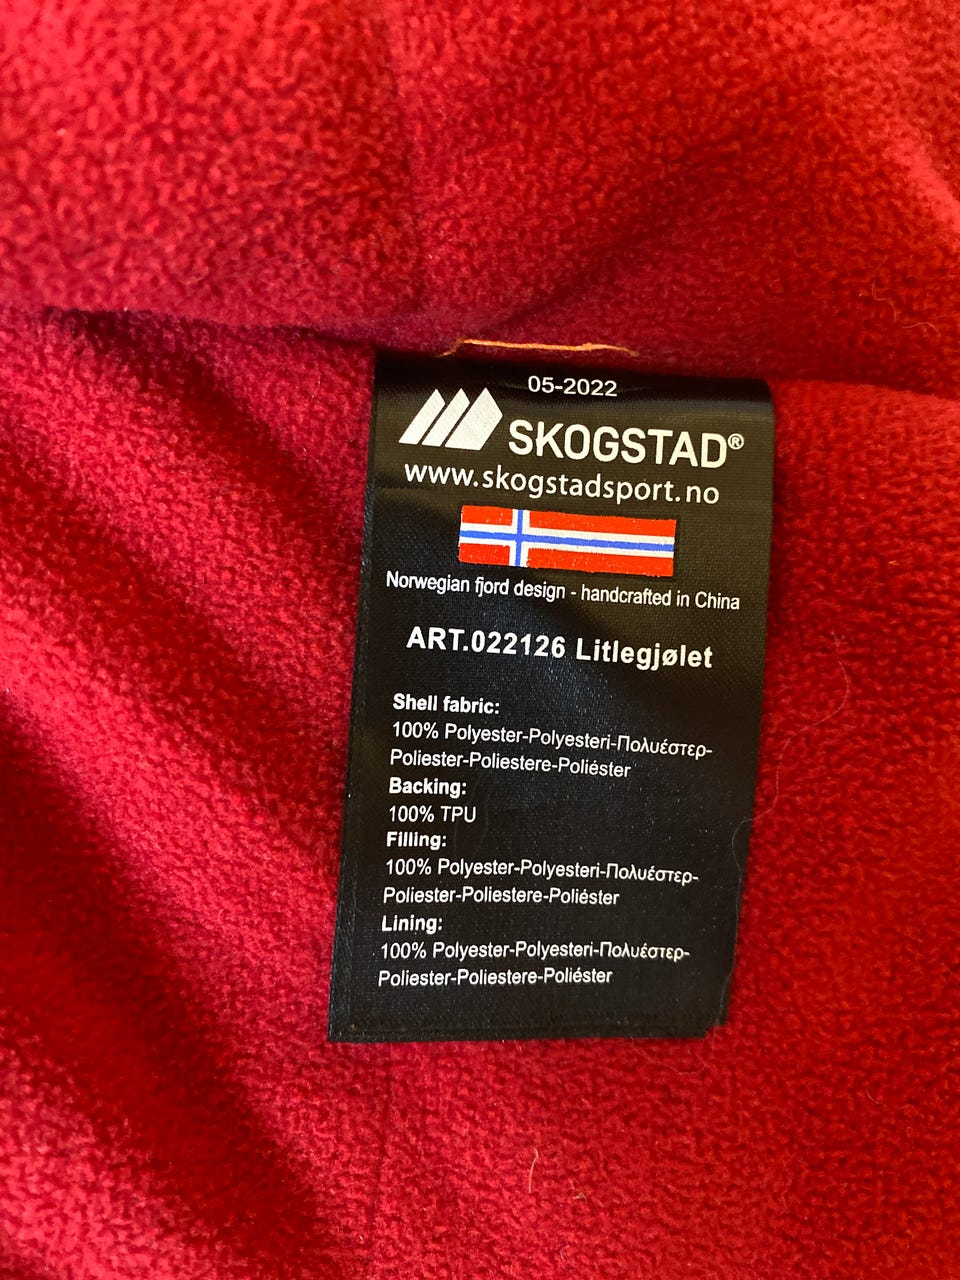 05-2022
SKOGSTAD®
www.skogstadsport.no
Norwegian fjord design - handcrafted in China
ART.022126 Litlegjølet
Shell fabric:
100% Polyester-Polyesteri-Πολυέστερ-
Poliester-Poliestere-Poliéster
Backing:
100% TPU
Filling:
100% Polyester-Polyesteri-Πολυέστερ-
Poliester-Poliestere-Poliéster
Lining:
100% Polyester-Polyesteri-Πολυέστερ-
Poliester-Poliestere-Poliéster